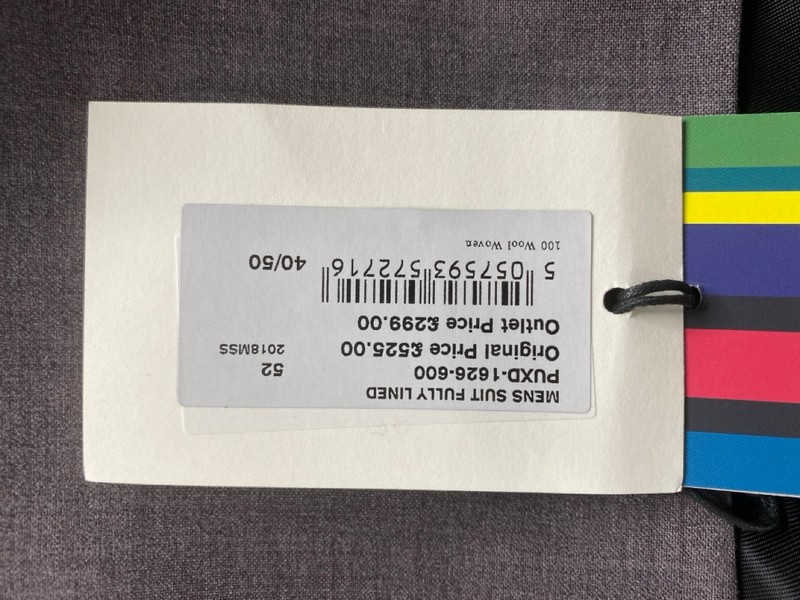 MENS SUIT FULLY LINED
PUXD-1626-600 52
Original Price £525.00 2018MSS
Outlet Price £299.00
5 057593 572716 40/50
100 Wool Woven